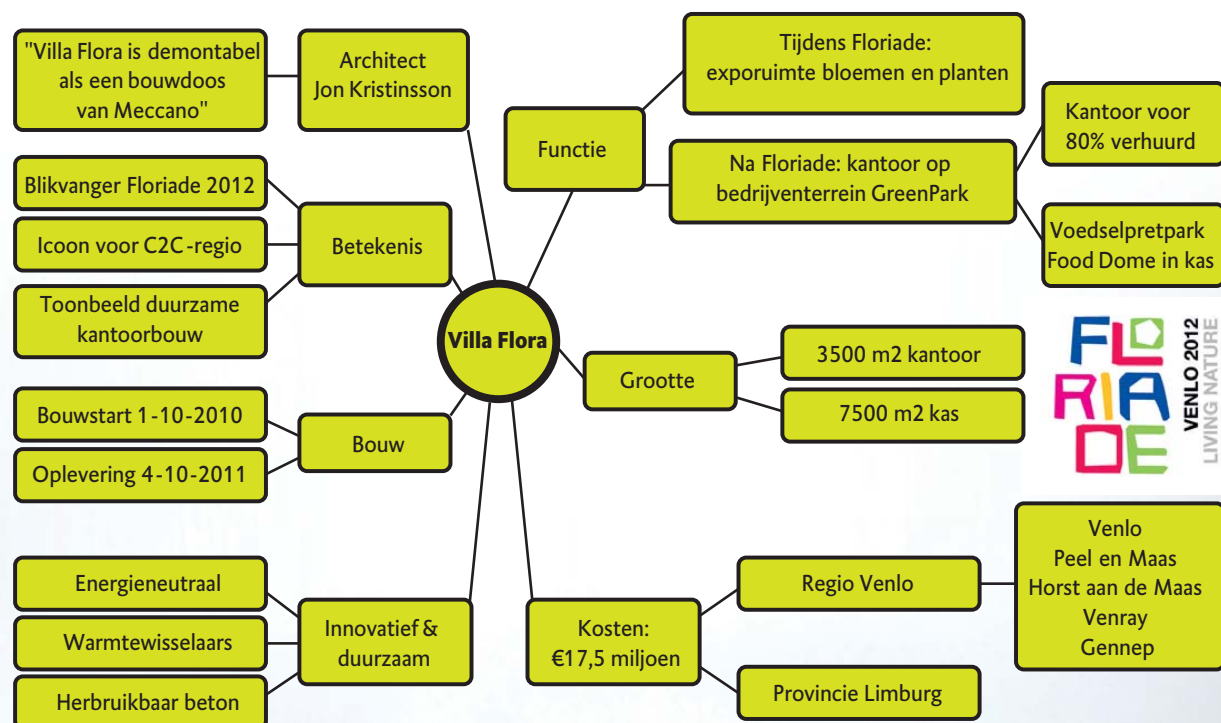 "Villa Flora is demontabel
als een bouwdoos
van Meccano"
Architect
Jon Kristinsson
Blikvanger Floriade 2012
Icoon voor C2C-regio
Toonbeeld duurzame
kantoorbouw
Betekenis
Bouwstart 1-10-2010
Oplevering 4-10-2011
Bouw
Energieneutraal
Warmtewisselaars
Herbruikbaar beton
Innovatief &
duurzaam
Villa Flora
Functie
Tijdens Floriade:
exporuimte bloemen en planten
Na Floriade: kantoor op
bedrijventerrein GreenPark
Kantoor voor
80% verhuurd
Voedselpretpark
Food Dome in kas
Grootte
3500 m2 kantoor
7500 m2 kas
FLO
RIA
DE
VENLO 2012
LIVING NATURE
Kosten:
€17,5 miljoen
Regio Venlo
Venlo
Peel en Maas
Horst aan de Maas
Venray
Gennep
Provincie Limburg